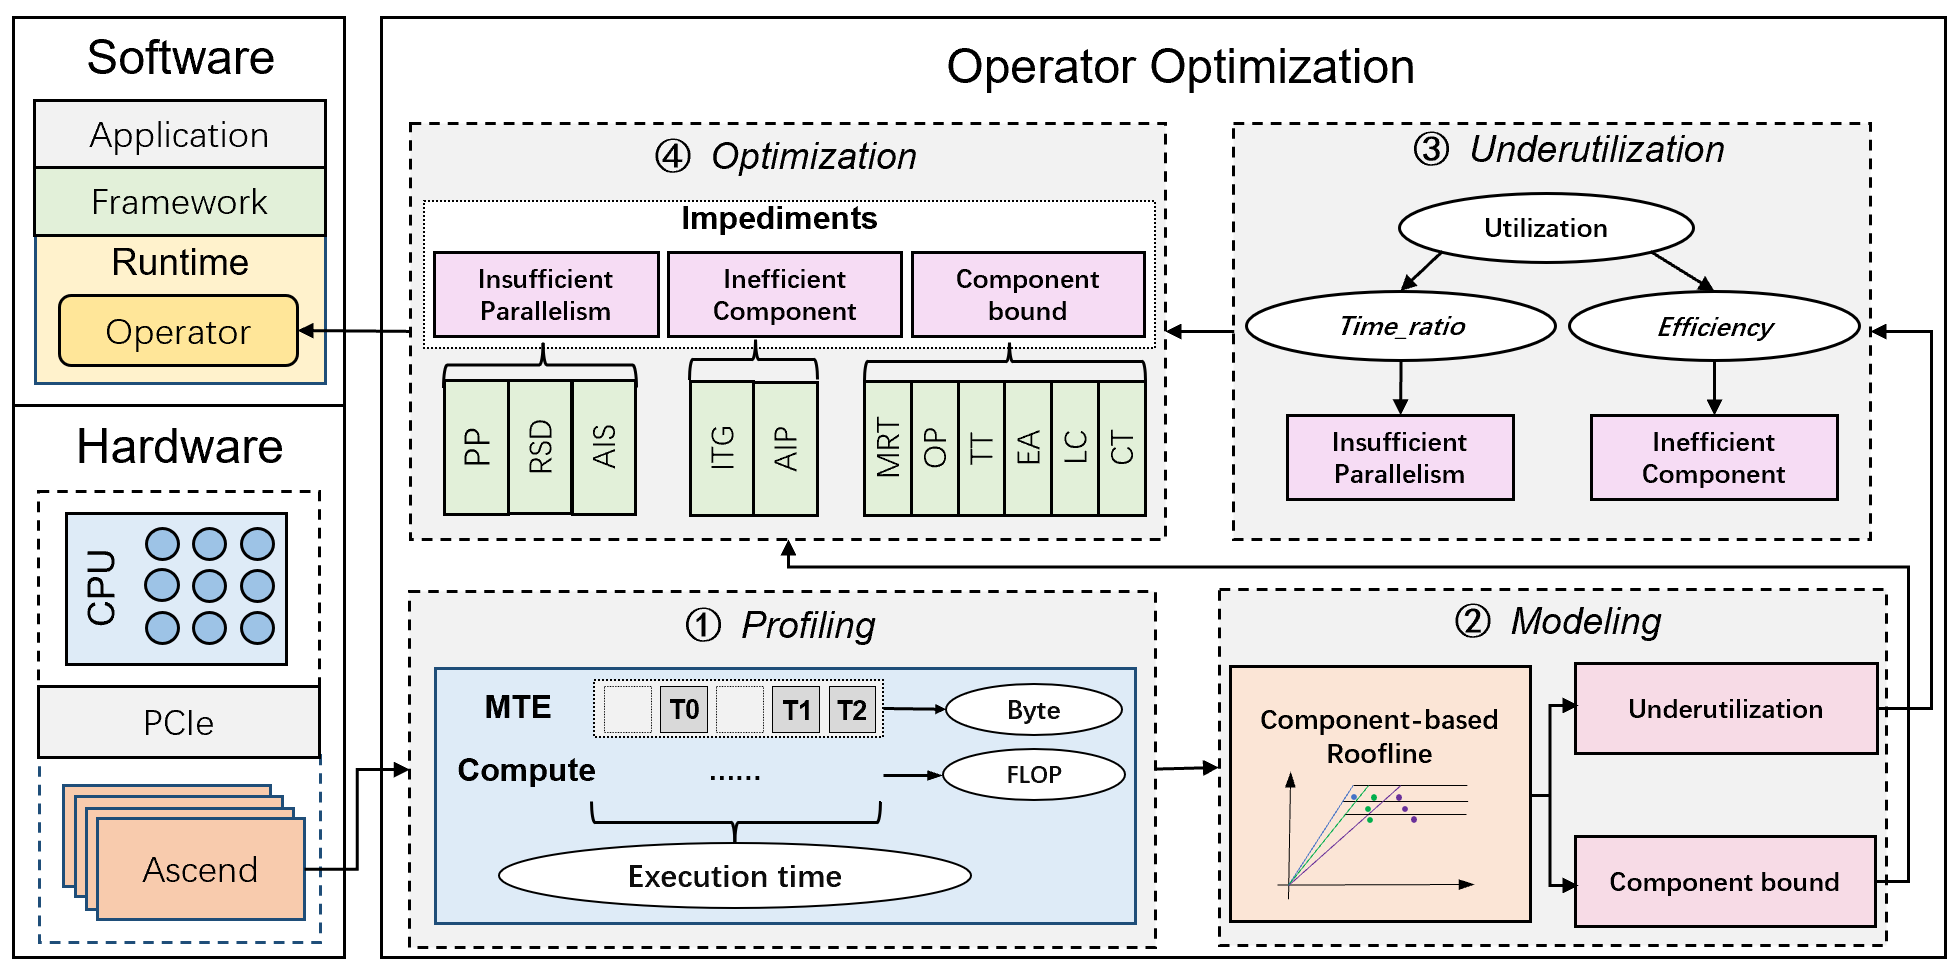 Software
Application
Framework
Runtime
Operator
Hardware
CPU
PCIe
Ascend
Operator Optimization
④ Optimization
Impediments
Insufficient
Parallelism
Inefficient
Component
Component
bound
PP
RSD
AIS
ITG
AIP
MRT
OP
TT
EA
LC
CT
③ Underutilization
Utilization
Time_ratio
Efficiency
Insufficient
Parallelism
Inefficient
Component
① Profiling
MTE
T0
T1
T2
Byte
Compute
......
FLOP
Execution time
② Modeling
Component-based
Roofline
Underutilization
Component bound